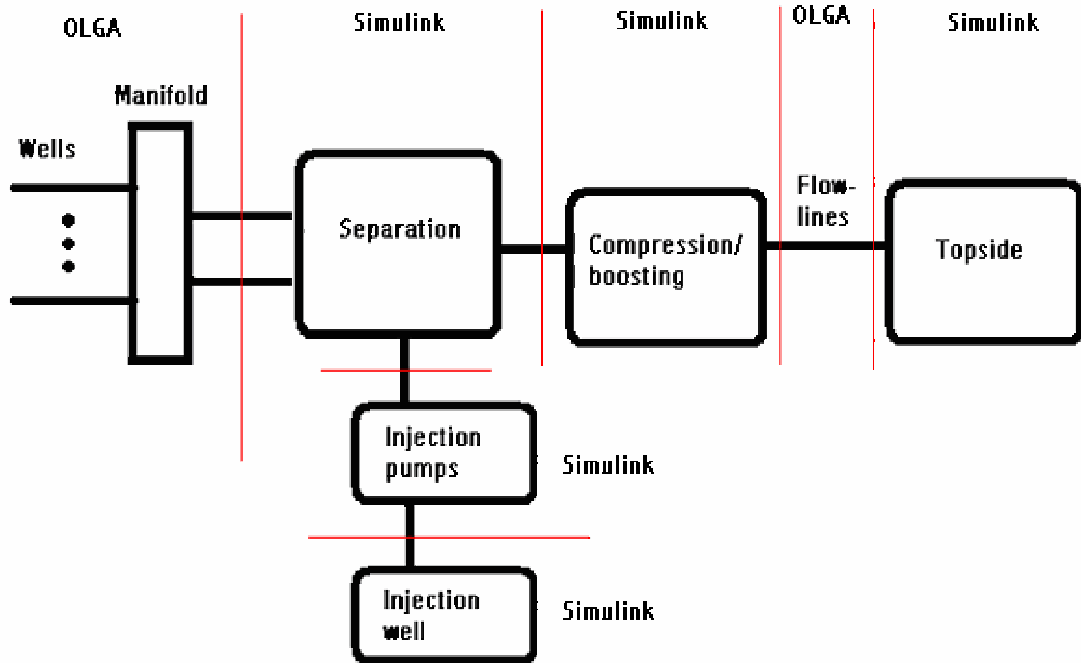 OLGA
Simulink
Simulink
OLGA
Simulink
Manifold
Wells
Separation
Compression/
boosting
Flow-
lines
Topside
Injection
pumps
Simulink
Injection
well
Simulink